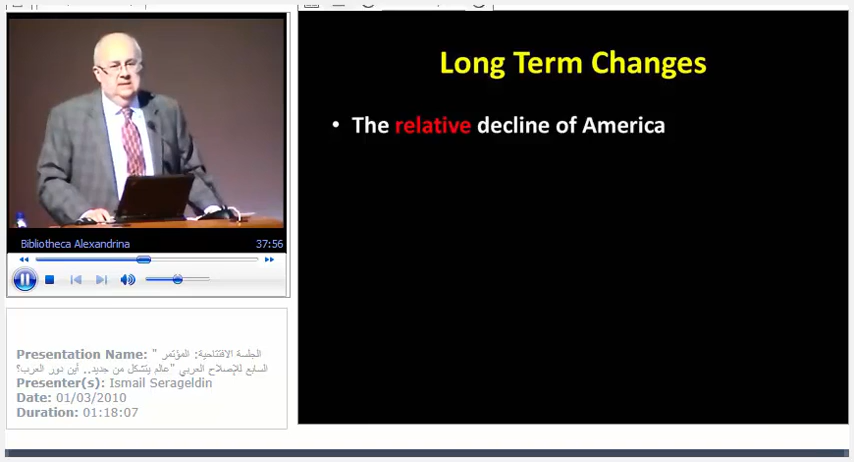 Long Term Changes
• The relative decline of America
Bibliotheca Alexandrina 37:56
Presentation Name: الجلسة الافتتاحية: المؤتمر "
السابع للإصلاح العربي "عالم يتشكل من جديد.. أين دور العرب؟
Presenter(s): Ismail Serageldin
Date: 01/03/2010
Duration: 01:18:07